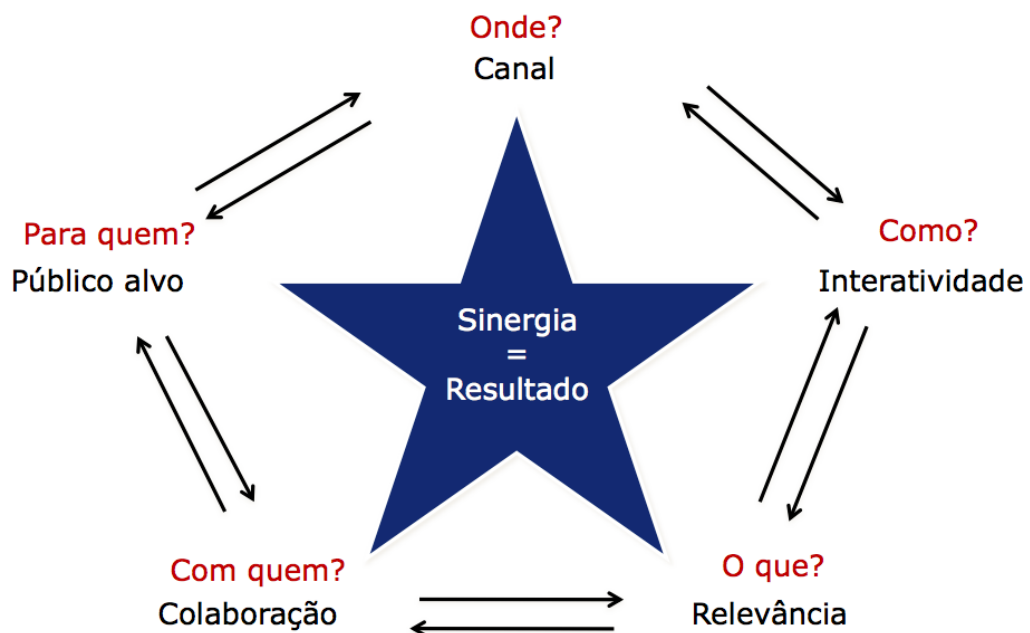 Onde?
Canal
Para quem?
Público alvo
Como?
Interatividade
Sinergia
=
Resultado
Com quem?
Colaboração
O que?
Relevância